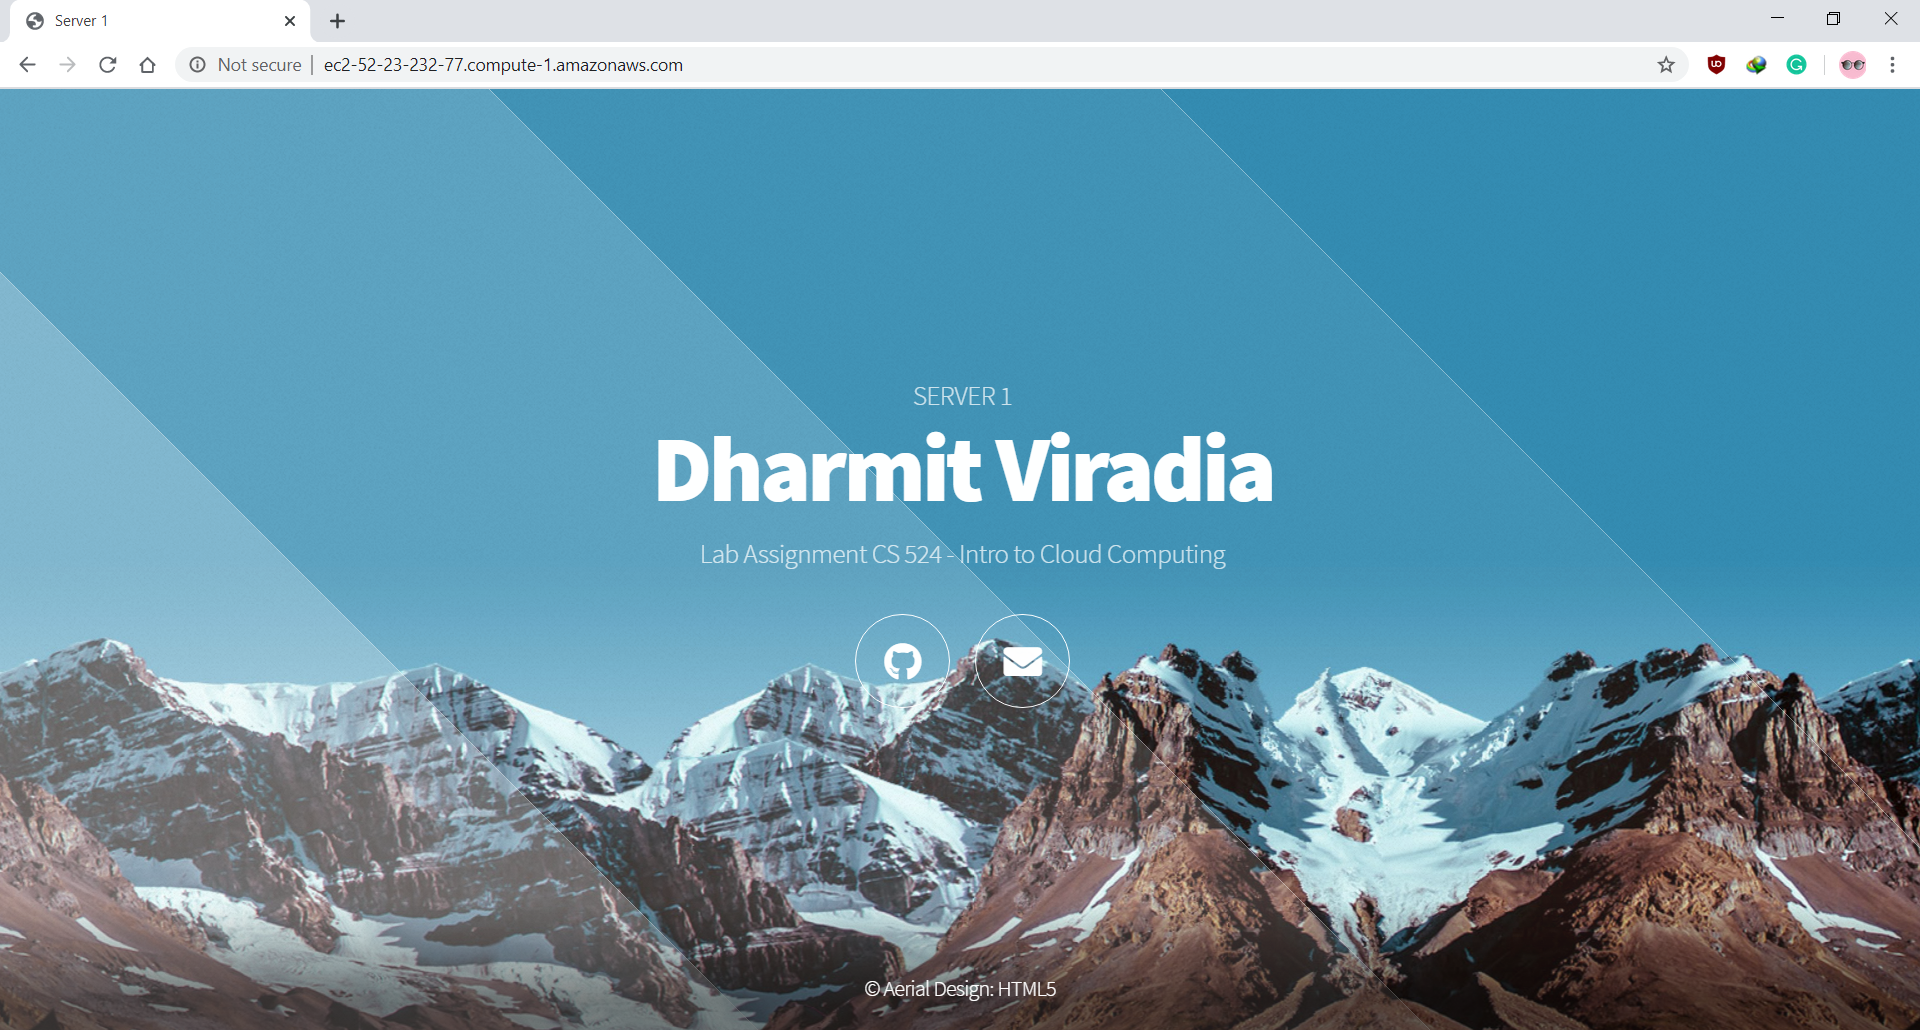 Server 1
Not secure
ec2-52-23-232-77.compute-1.amazonaws.com
SERVER 1
Dharmit Viradia
Lab Assignment CS 524 - Intro to Cloud Computing
© Aerial Design: HTML5